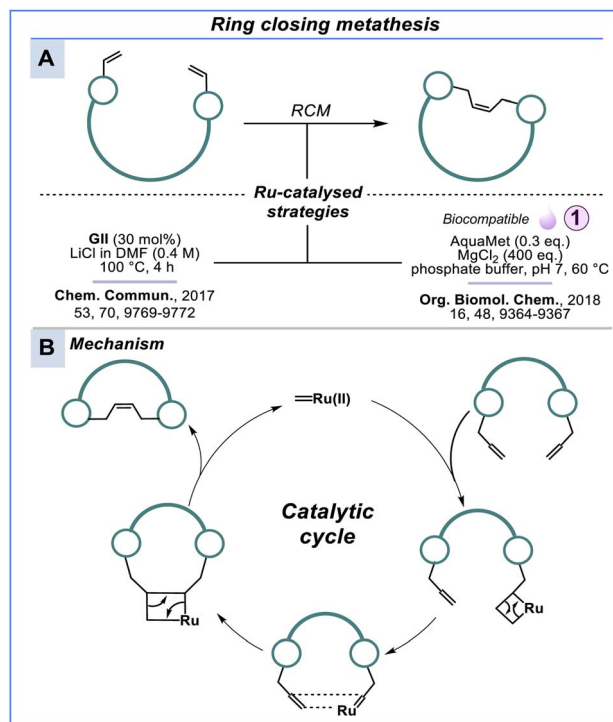 Ring closing metathesis
A
RCM
Ru-catalysed
strategies
GII (30 mol%)
LiCl in DMF (0.4 M)
100 °C, 4 h
Chem. Commun., 2017
53, 70, 9769-9772
Biocompatible 1
AquaMet (0.3 eq.)
MgCl₂ (400 eq.)
phosphate buffer, pH 7, 60 °C
Org. Biomol. Chem., 2018
16, 48, 9364-9367
B Mechanism
=Ru(II)
Catalytic
cycle
Ru
Ru
Ru